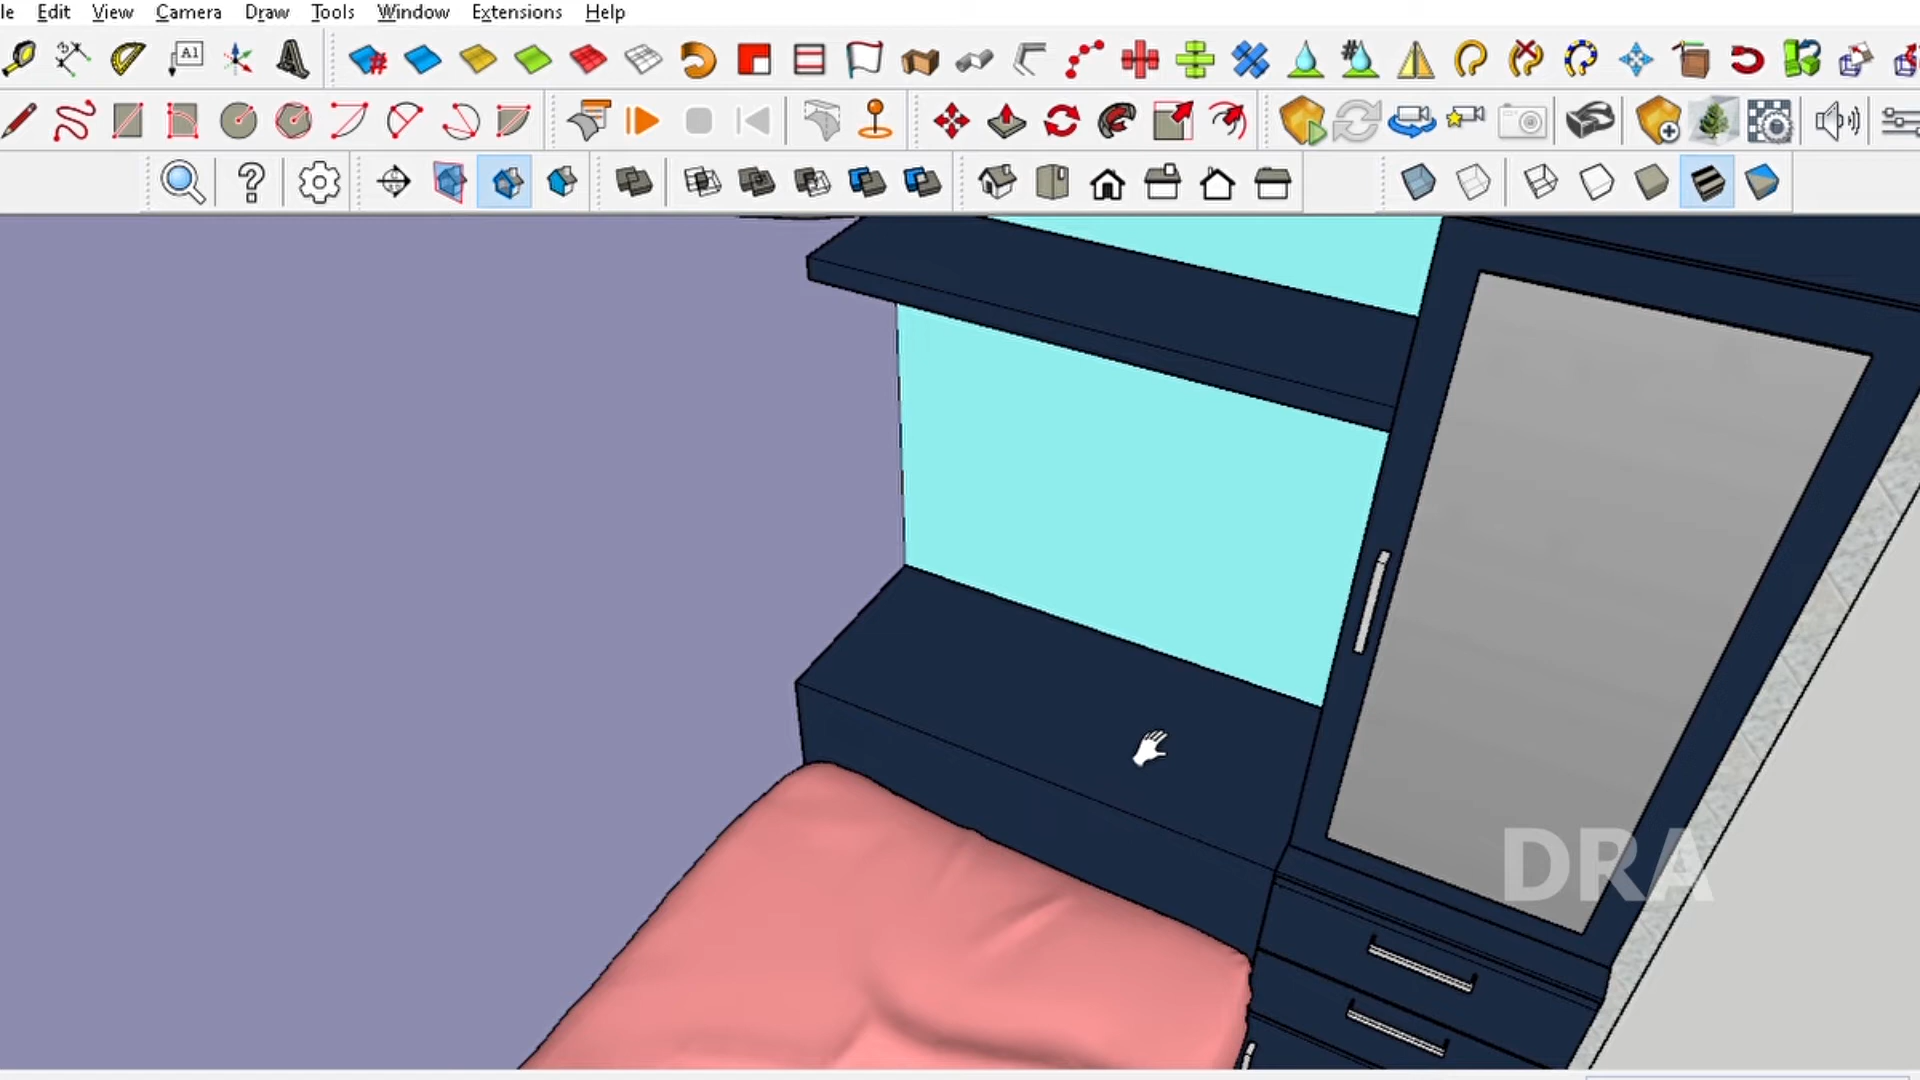 le Edit View Camera Draw Tools Window Extensions Help
A1
A
#
#
?
DRA